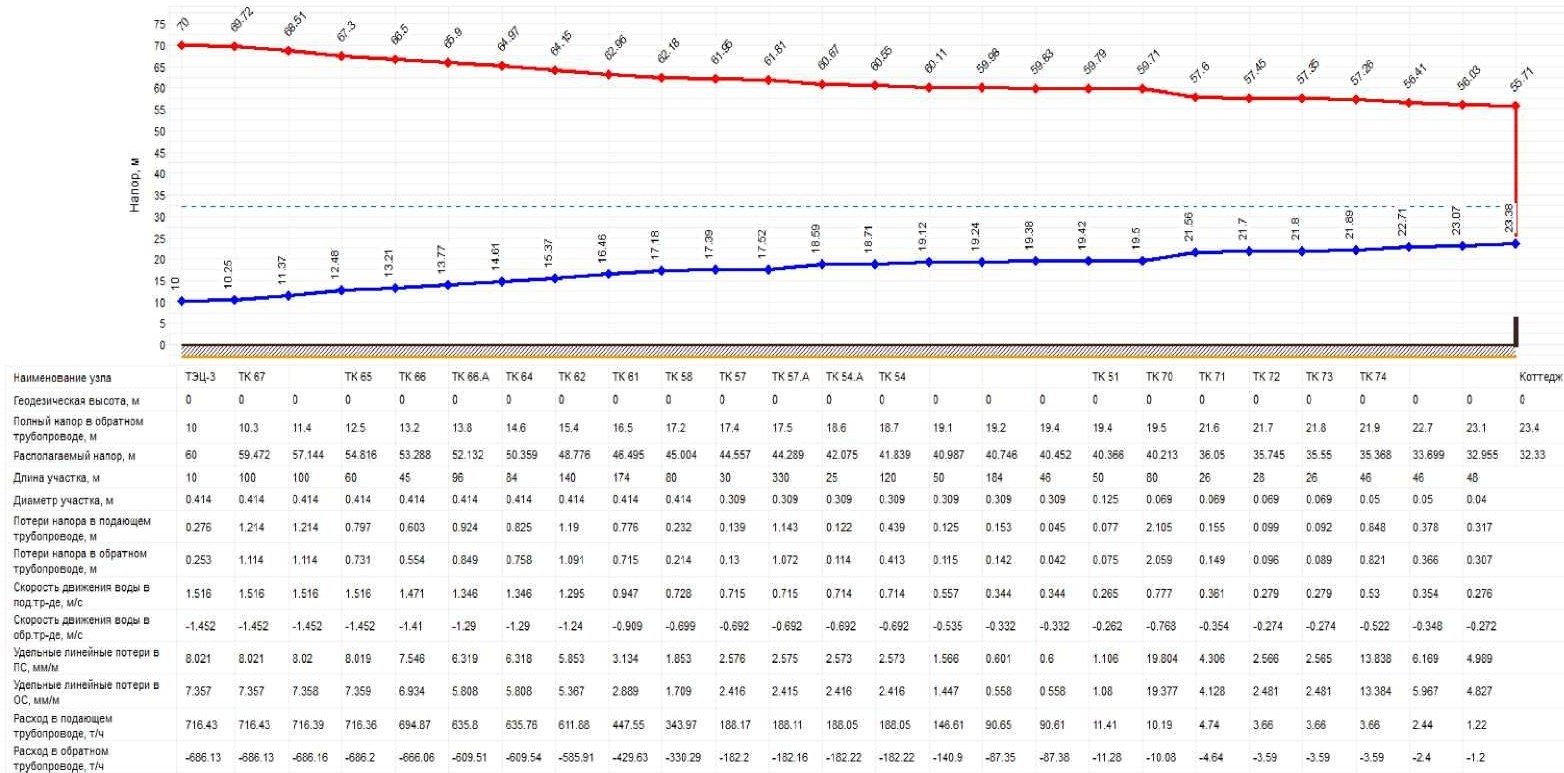 70 69.72 68.51 67.3 66.5 65.9 64.97 64.15 62.96 62.18 61.95 61.81 60.67 60.55 60.11 59.98 59.83 59.79 59.71 57.6 57.45 57.35 57.26 56.41 56.03 55.71
75
70
65
60
55
50
45
40
35
30
25
20
15
10
5
0
Напор, м
10 10.25 11.37 12.48 13.21 13.77 14.61 15.37 16.46 17.18 17.39 17.52 18.59 18.71 19.12 19.24 19.38 19.42 19.5 21.56 21.7 21.8 21.89 22.71 23.07 23.38
Наименование узла ТЭЦ-3 ТК 67 ТК 65 ТК 66 ТК 66.А ТК 64 ТК 62 ТК 61 ТК 58 ТК 57 ТК 57.А ТК 54.А ТК 54 ТК 51 ТК 70 ТК 71 ТК 72 ТК 73 ТК 74 Коттедж
Геодезическая высота, м 0 0 0 0 0 0 0 0 0 0 0 0 0 0 0 0 0 0 0 0 0 0 0 0 0 0
Полный напор в обратном
трубопроводе, м 10 10.3 11.4 12.5 13.2 13.8 14.6 15.4 16.5 17.2 17.4 17.5 18.6 18.7 19.1 19.2 19.4 19.4 19.5 21.6 21.7 21.8 21.9 22.7 23.1 23.4
Располагаемый напор, м 60 59.472 57.144 54.816 53.288 52.132 50.359 48.776 46.495 45.004 44.557 44.289 42.075 41.839 40.987 40.746 40.452 40.366 40.213 36.05 35.745 35.55 35.368 33.699 32.955 32.33
Длина участка, м 10 100 100 60 45 96 84 140 174 80 30 330 25 120 50 184 46 50 80 26 28 26 46 46 48
Диаметр участка, м 0.414 0.414 0.414 0.414 0.414 0.414 0.414 0.414 0.414 0.414 0.309 0.309 0.309 0.309 0.309 0.309 0.309 0.125 0.069 0.069 0.069 0.069 0.05 0.05 0.04
Потери напора в подающем
трубопроводе, м 0.276 1.214 1.214 0.797 0.603 0.924 0.825 1.19 0.776 0.232 0.139 1.143 0.122 0.439 0.125 0.153 0.045 0.077 2.105 0.155 0.099 0.092 0.848 0.378 0.317
Потери напора в обратном
трубопроводе, м 0.253 1.114 1.114 0.731 0.554 0.849 0.758 1.091 0.715 0.214 0.13 1.072 0.114 0.413 0.115 0.142 0.042 0.075 2.059 0.149 0.096 0.089 0.821 0.366 0.307
Скорость движения воды в
под.тр-де, м/с 1.516 1.516 1.516 1.516 1.471 1.346 1.346 1.295 0.947 0.728 0.715 0.715 0.714 0.714 0.557 0.344 0.344 0.265 0.777 0.361 0.279 0.279 0.53 0.354 0.276
Скорость движения воды в
обр.тр-де, м/с -1.452 -1.452 -1.452 -1.452 -1.41 -1.29 -1.29 -1.24 -0.909 -0.699 -0.692 -0.692 -0.692 -0.692 -0.535 -0.332 -0.332 -0.262 -0.768 -0.354 -0.274 -0.274 -0.522 -0.348 -0.272
Удельные линейные потери в
ПС, мм/м 8.021 8.021 8.02 8.019 7.546 6.319 6.318 5.853 3.134 1.853 2.576 2.575 2.573 2.573 1.566 0.601 0.6 1.106 19.804 4.306 2.566 2.565 13.838 6.169 4.989
Удельные линейные потери в
ОС, мм/м 7.357 7.357 7.358 7.359 6.934 5.808 5.808 5.367 2.889 1.709 2.416 2.415 2.416 2.416 1.447 0.558 0.558 1.08 19.377 4.128 2.481 2.481 13.384 5.967 4.827
Расход в подающем
трубопроводе, т/ч 716.43 716.43 716.39 716.36 694.87 635.8 635.76 611.88 447.55 343.97 188.17 188.11 188.05 188.05 146.61 90.65 90.61 11.41 10.19 4.74 3.66 3.66 3.66 2.44 1.22
Расход в обратном
трубопроводе, т/ч -686.13 -686.13 -686.16 -686.2 -666.06 -609.51 -609.54 -585.91 -429.63 -330.29 -182.2 -182.16 -182.22 -182.22 -140.9 -87.35 -87.38 -11.28 -10.08 -4.64 -3.59 -3.59 -3.59 -2.4 -1.2